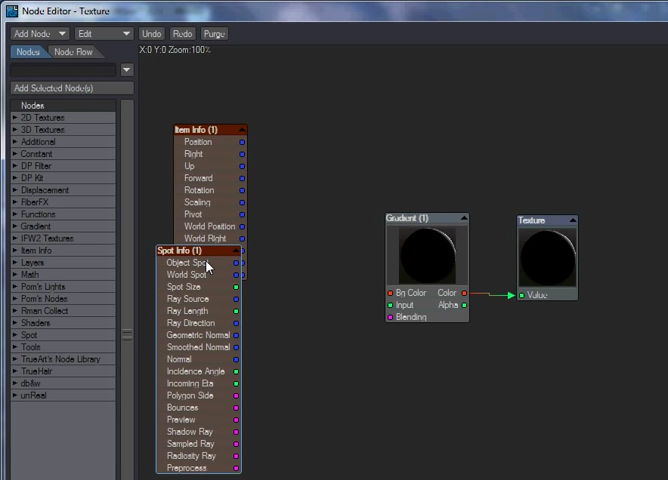 Node Editor - Texture
Add Node Edit Undo Redo Purge
Nodes Node Flow X:0 Y:0 Zoom:100%
Add Selected Node(s)
Nodes
2D Textures
3D Textures
Additional
Constant
DP Filter
DP Kit
Displacement
FiberFX
Functions
Gradient
IFW2 Textures
Item Info
Layers
Math
Pom's Lights
Pom's Nodes
Rman Collect
Shaders
Spot
Tools
TrueArt's Node Library
TrueHair
db&w
unReal
Item Info (1)
Position
Right
Up
Forward
Rotation
Scaling
Pivot
World Position
World Right
Spot Info (1)
Object Spot
World Spot
Spot Size
Ray Source
Ray Length
Ray Direction
Geometric Normal
Smoothed Normal
Normal
Incidence Angle
Incoming Eta
Polygon Side
Bounces
Preview
Shadow Ray
Sampled Ray
Radiosity Ray
Preprocess
Gradient (1)
Bg Color Color
Input Alpha
Blending
Texture
Value